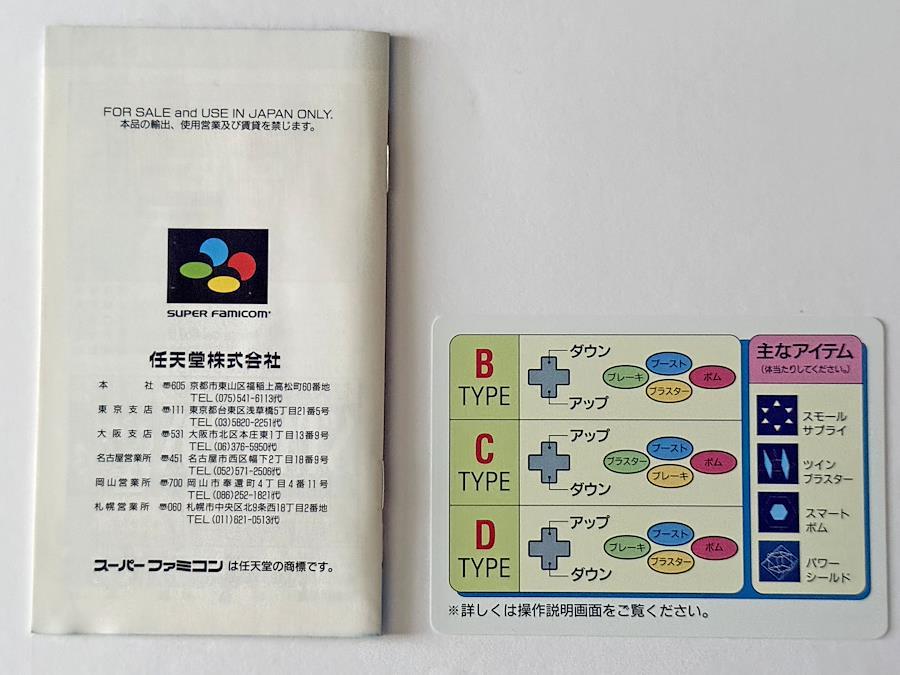 FOR SALE and USE IN JAPAN ONLY.
本品の輸出、使用営業及び賃貸を禁じます。
SUPER FAMICOM
任天堂株式会社
本 社 〠605 京都市東山区福稲上高松町60番地
TEL(075)541-6113代
東京支店 〠111 東京都台東区浅草橋5丁目21番5号
TEL(03)5820-2251代
大阪支店 〠531 大阪市北区本庄東1丁目13番9号
TEL(06)376-5950代
名古屋営業所 〠451 名古屋市西区幅下2丁目18番9号
TEL(052)571-2506代
岡山営業所 〠700 岡山市奉還町4丁目4番11号
TEL(086)252-1821代
札幌営業所 〠060 札幌市中央区北9条西18丁目2番地
TEL(011)621-0513代
スーパーファミコンは任天堂の商標です。
B
TYPE
ダウン
アップ
ブースト
ブレーキ
ボム
ブラスター
C
TYPE
アップ
ダウン
ブースト
ブラスター
ボム
ブレーキ
D
TYPE
アップ
ダウン
ブースト
ブレーキ
ボム
ブラスター
主なアイテム
(体当たりしてください。)
スモール
サプライ
ツイン
ブラスター
スマート
ボム
パワー
シールド
※詳しくは操作説明画面をご覧ください。